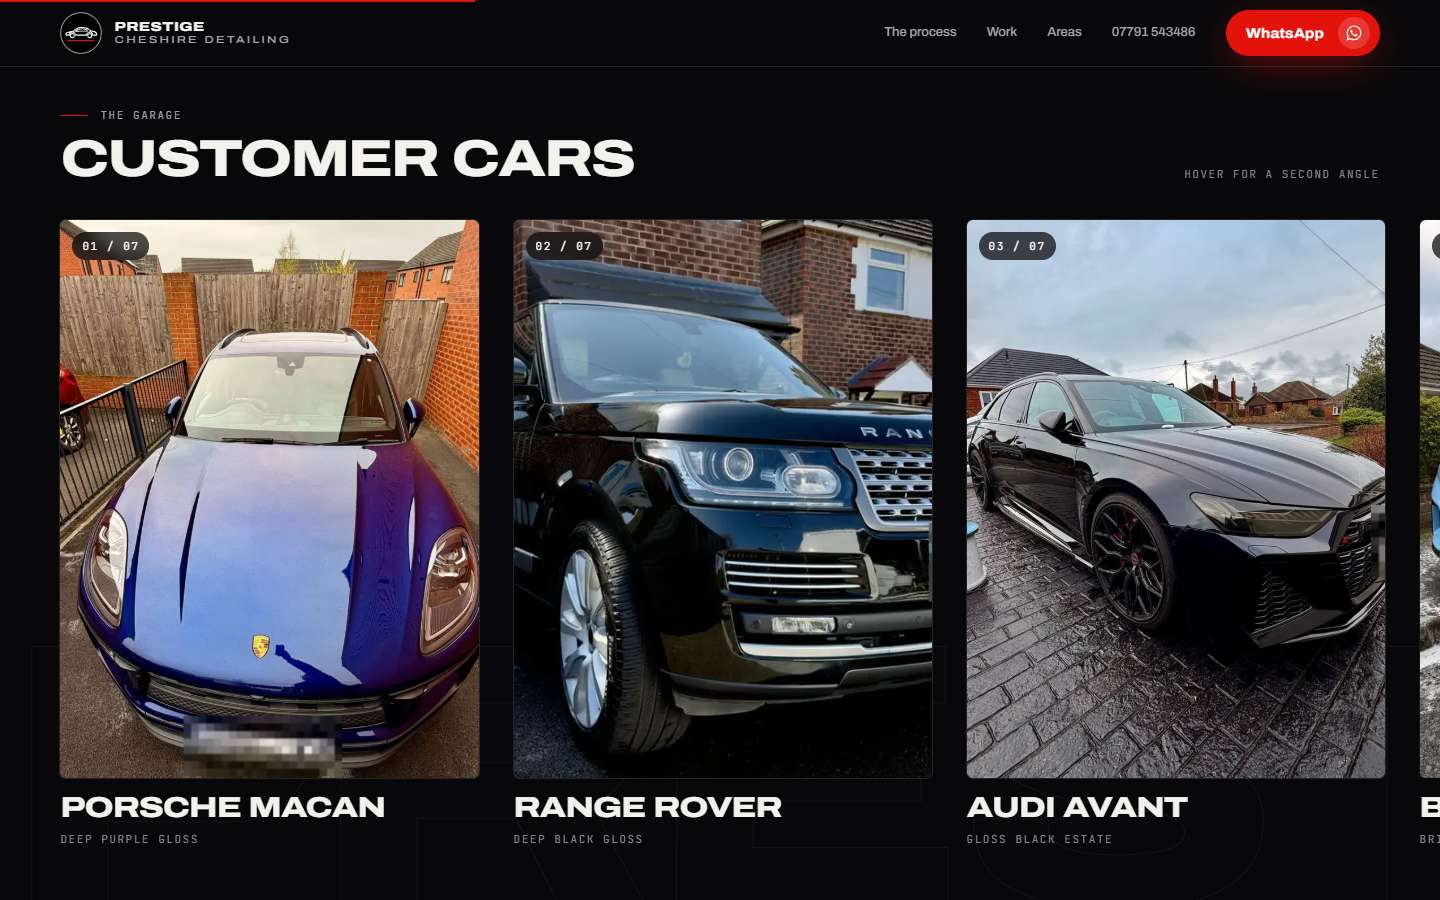 PRESTIGE
CHESHIRE DETAILING
The process
Work
Areas
07791 543486
WhatsApp
THE GARAGE
CUSTOMER CARS
HOVER FOR A SECOND ANGLE
01 / 07
02 / 07
03 / 07
RAN
PORSCHE MACAN
RANGE ROVER
AUDI AVANT
B
DEEP PURPLE GLOSS
DEEP BLACK GLOSS
GLOSS BLACK ESTATE
BRI